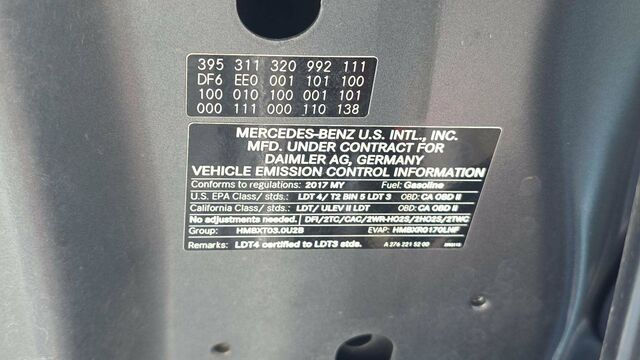 395 311 320 992 111
DF6 EE0 001 101 100
100 010 100 001 101
000 111 000 110 138
MERCEDES-BENZ U.S. INTL., INC.
MFD. UNDER CONTRACT FOR
DAIMLER AG, GERMANY
VEHICLE EMISSION CONTROL INFORMATION
Conforms to regulations: 2017 MY Fuel: Gasoline
U.S. EPA Class/ stds.: LDT 4/ T2 BIN 5 LDT 3 OBD: CA OBD II
California Class/ stds.: LDT/ ULEV II LDT OBD: CA OBD II
No adjustments needed. DFI/2TC/CAC/2WR-HO2S/2HO2S/2TWC
Group: HMBXT03.0U2B EVAP: HMBXR0170LNF
Remarks: LDT4 certified to LDT3 stds. A 276 221 52 00